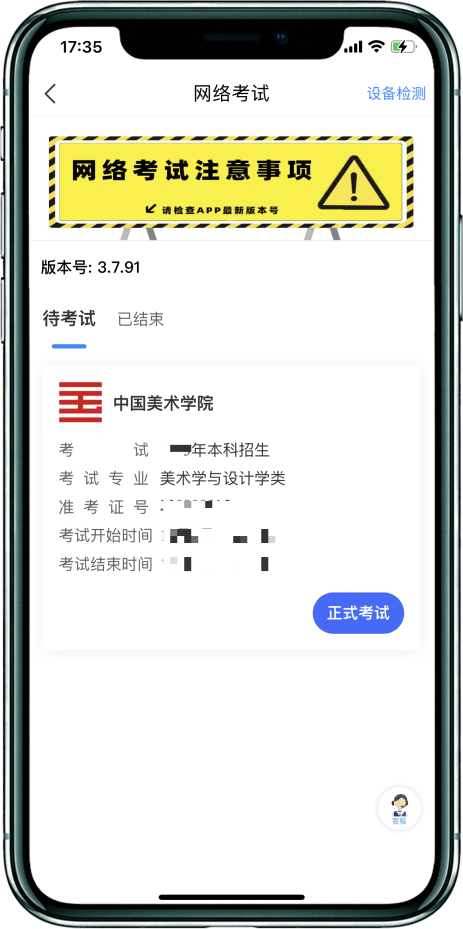 17:35
网络考试
设备检测
网络考试注意事项
请检查APP最新版本号
版本号: 3.7.91
待考试 已结束
中国美术学院
考试 年本科招生
考试专业 美术学与设计学类
准考证号
考试开始时间
考试结束时间
正式考试
客服